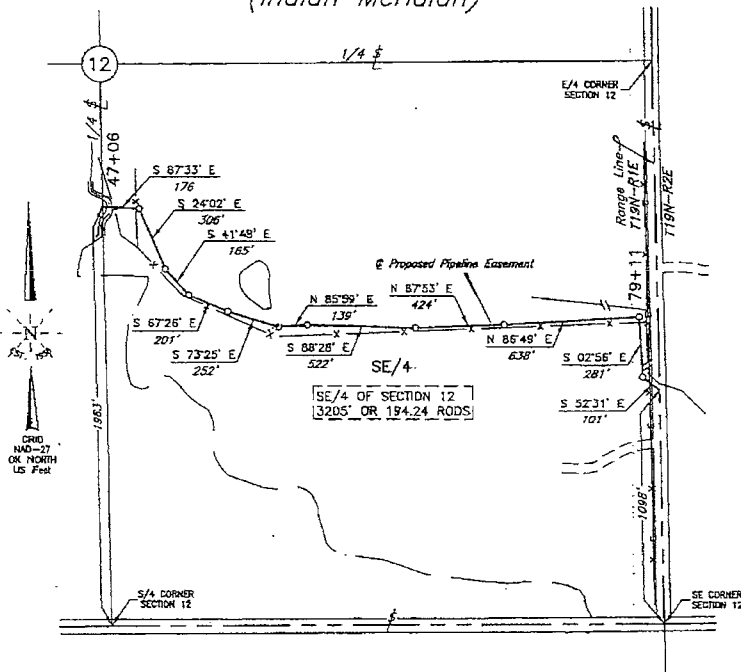 (Indian Meridian)
12
1/4 ℄
E/4 CORNER
SECTION 12
1/4 ℄
47+06
S 87°33' E
176
S 24°02' E
306'
S 41°48' E
165'
Range Line
T19N-R1E
T19N-R2E
℄
79+11
℄ Proposed Pipeline Easement
N 85°59' E
139'
N 87°53' E
424'
S 67°26' E
201'
S 73°25' E
252'
S 88°28' E
522'
N 86°49' E
638'
SE/4
S 02°56' E
281'
SE/4 OF SECTION 12
3205' OR 194.24 RODS
S 52°31' E
101'
N
GRID
NAD-27
OK NORTH
US Feet
1963'
1098'
S/4 CORNER
SECTION 12
℄
SE CORNER
SECTION 12